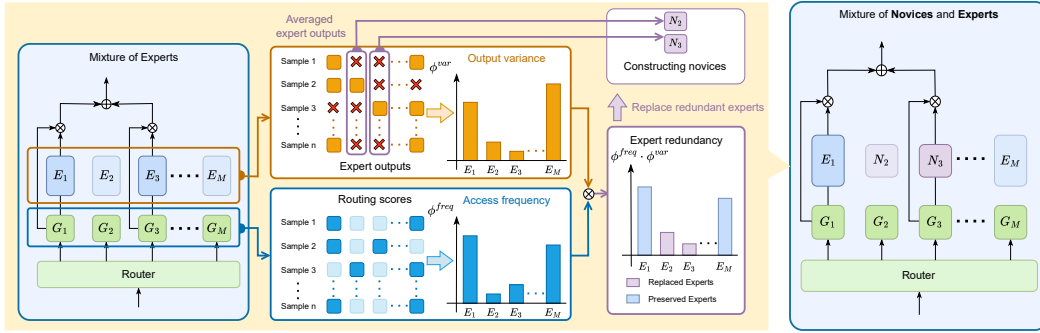 Mixture of Experts
E1
E2
E3
EM
G1
G2
G3
GM
Router
Averaged
expert outputs
Sample 1
Sample 2
Sample 3
Sample n
Expert outputs
ϕ^var
Output variance
E1 E2 E3 EM
Routing scores
Sample 1
Sample 2
Sample 3
Sample n
ϕ^freq
Access frequency
E1 E2 E3 EM
N2
N3
Constructing novices
Replace redundant experts
Expert redundancy
ϕ^freq · ϕ^var
E1 E2 E3 EM
Replaced Experts
Preserved Experts
Mixture of Novices and Experts
E1
N2
N3
EM
G1
G2
G3
GM
Router